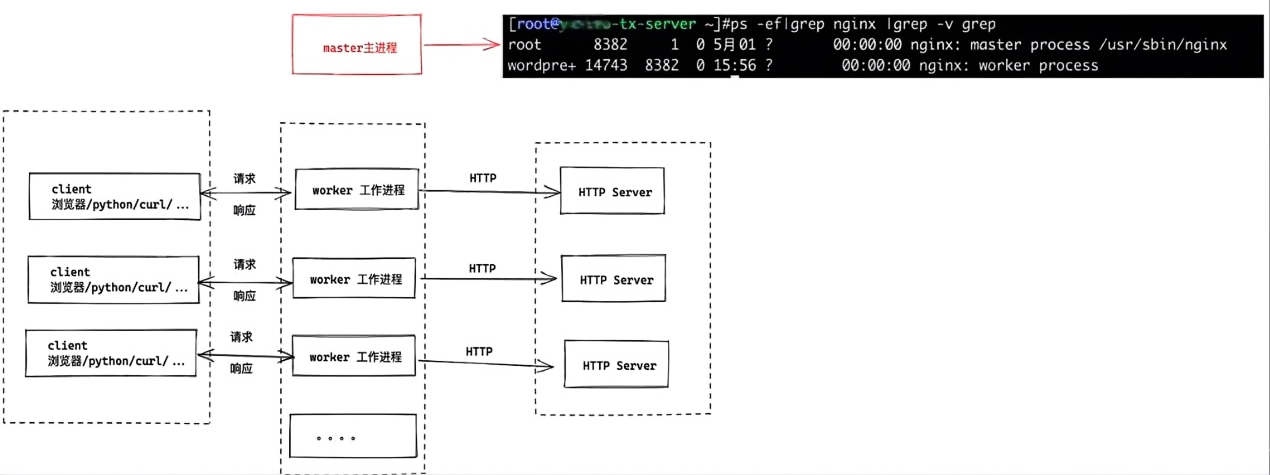 master主进程
[root@ -tx-server ~]#ps -ef|grep nginx |grep -v grep
root 8382 1 0 5月01 ? 00:00:00 nginx: master process /usr/sbin/nginx
wordpre+ 14743 8382 0 15:56 ? 00:00:00 nginx: worker process
client
浏览器/python/curl/...
请求
响应
worker 工作进程
HTTP
HTTP Server
client
浏览器/python/curl/...
请求
响应
worker 工作进程
HTTP
HTTP Server
client
浏览器/python/curl/...
请求
响应
worker 工作进程
HTTP
HTTP Server
。。。。